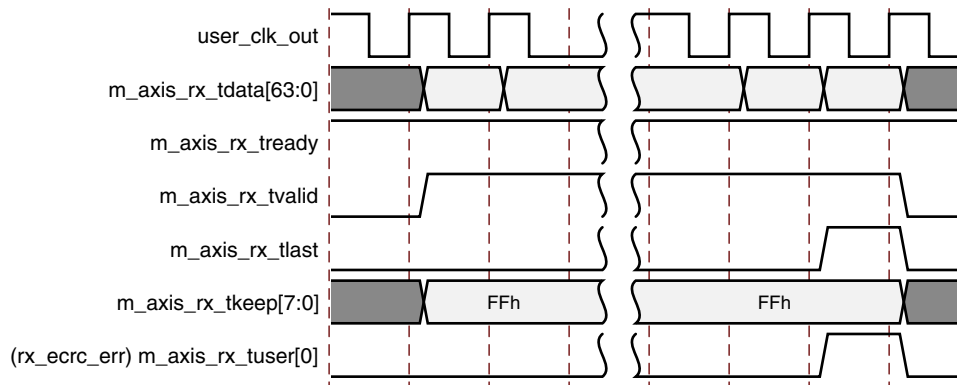 user_clk_out
m_axis_rx_tdata[63:0]
m_axis_rx_tready
m_axis_rx_tvalid
m_axis_rx_tlast
m_axis_rx_tkeep[7:0] FFh FFh
(rx_ecrc_err) m_axis_rx_tuser[0]